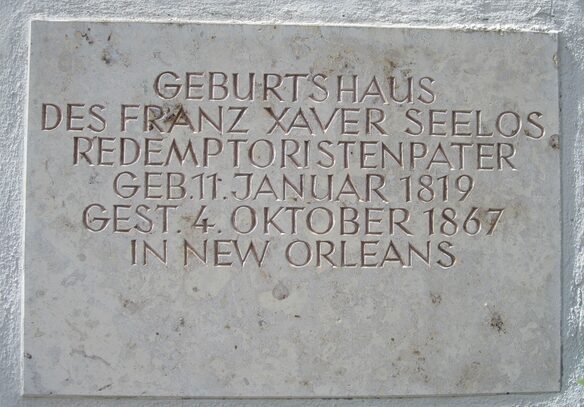 GEBURTSHAUS
DES FRANZ XAVER SEELOS
REDEMPTORISTENPATER
GEB. 11. JANUAR 1819
GEST. 4. OKTOBER 1867
IN NEW ORLEANS